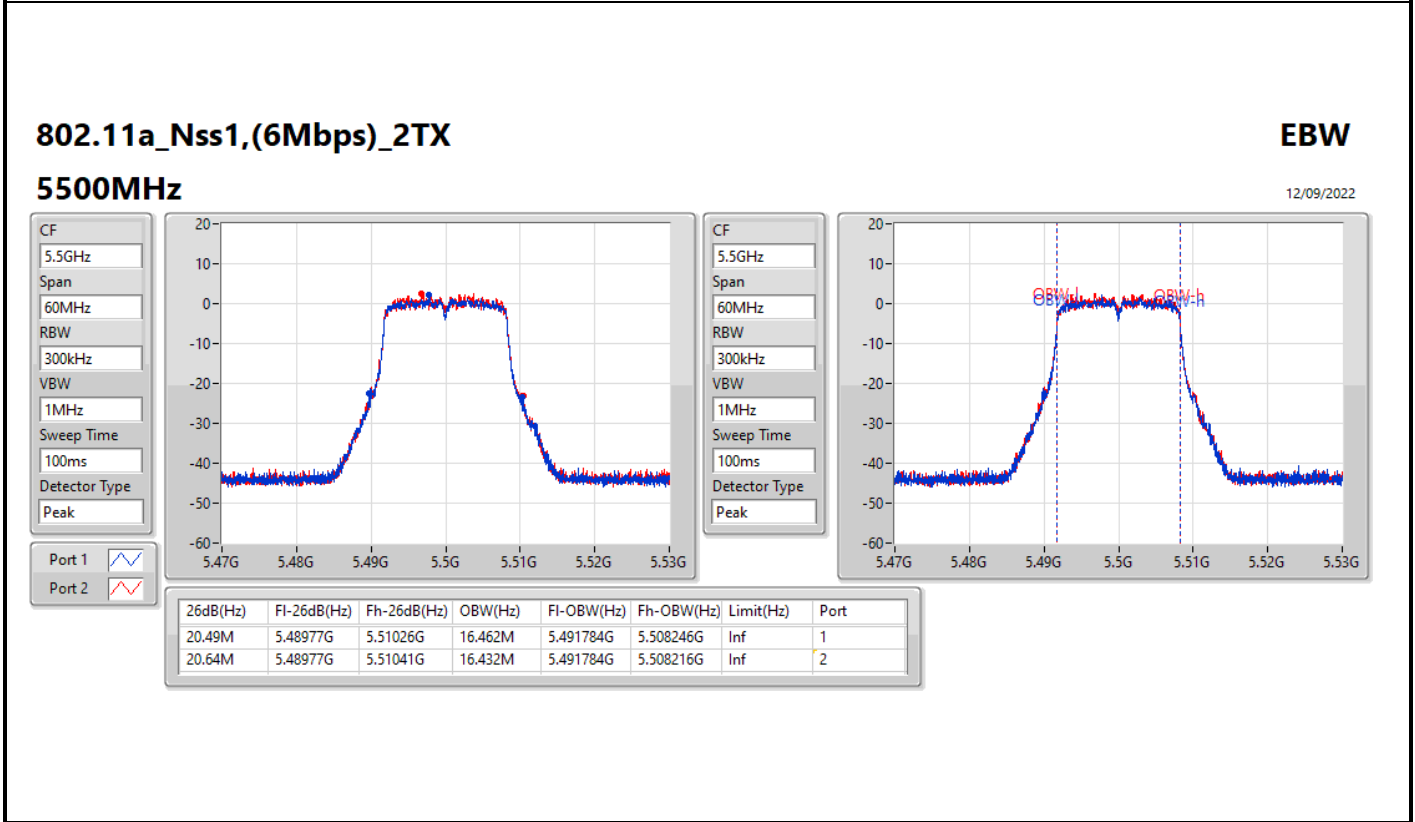 802.11a_Nss1,(6Mbps)_2TX EBW
5500MHz 12/09/2022
CF
5.5GHz
Span
60MHz
RBW
300kHz
VBW
1MHz
Sweep Time
100ms
Detector Type
Peak
Port 1
Port 2
20
10
0
-10
-20
-30
-40
-50
-60
5.47G 5.48G 5.49G 5.5G 5.51G 5.52G 5.53G
CF
5.5GHz
Span
60MHz
RBW
300kHz
VBW
1MHz
Sweep Time
100ms
Detector Type
Peak
20
10
0
-10
-20
-30
-40
-50
-60
OBW-l OBW-h
OBW-l OBW-h
5.47G 5.48G 5.49G 5.5G 5.51G 5.52G 5.53G
26dB(Hz) Fl-26dB(Hz) Fh-26dB(Hz) OBW(Hz) Fl-OBW(Hz) Fh-OBW(Hz) Limit(Hz) Port
20.49M 5.48977G 5.51026G 16.462M 5.491784G 5.508246G Inf 1
20.64M 5.48977G 5.51041G 16.432M 5.491784G 5.508216G Inf 2